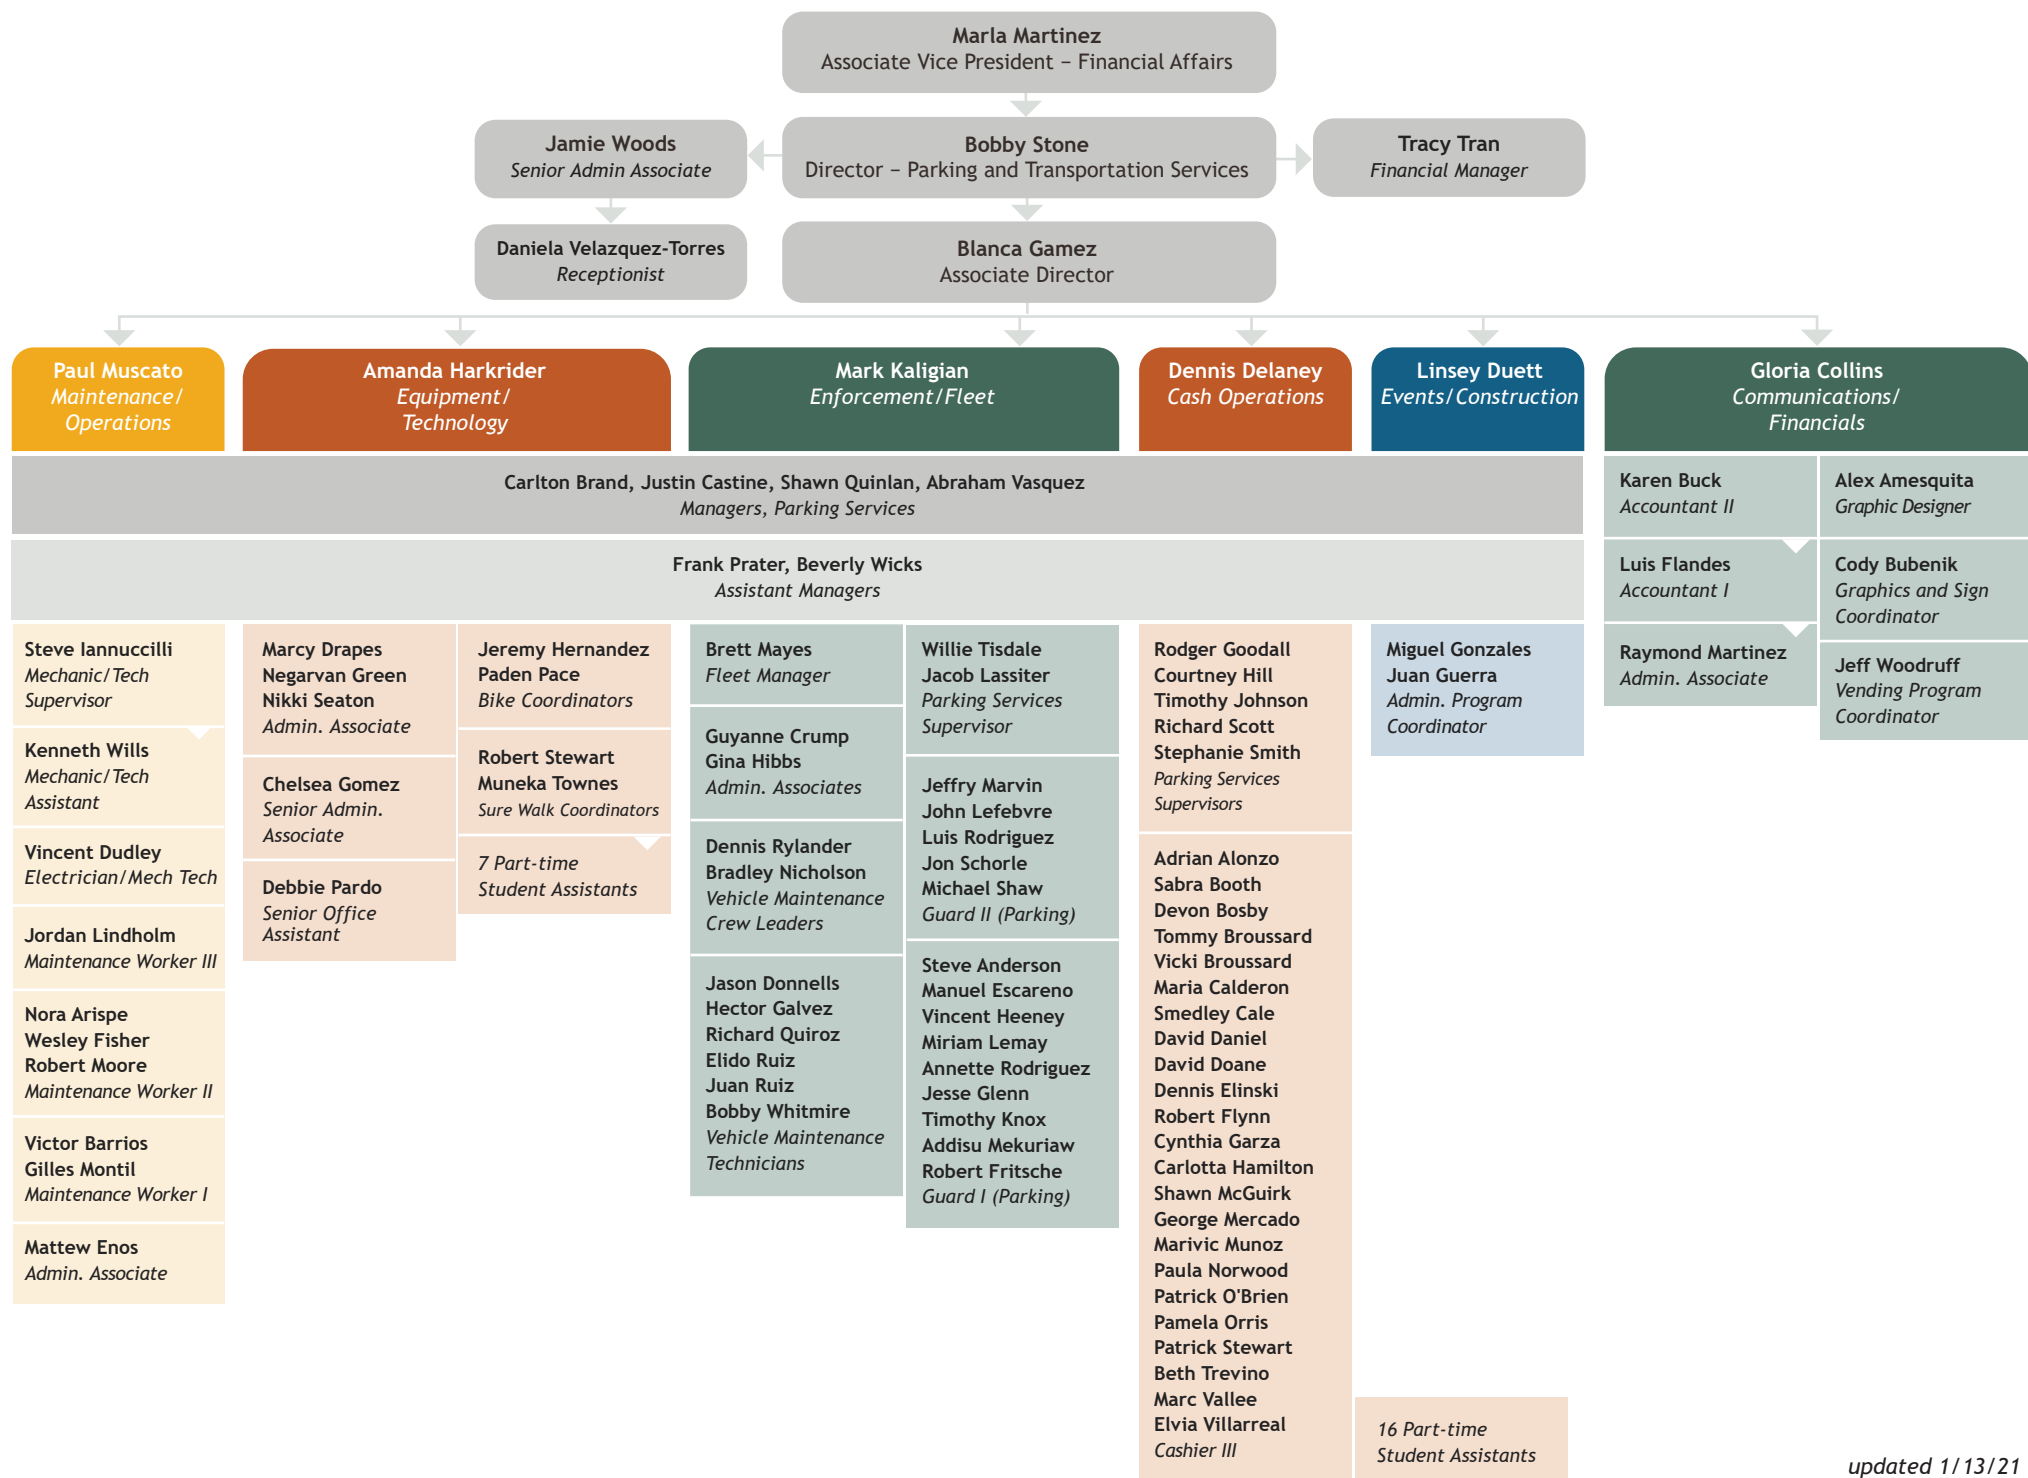 Marla Martinez
Associate Vice President – Financial Affairs
Jamie Woods
Senior Admin Associate
Bobby Stone
Director – Parking and Transportation Services
Tracy Tran
Financial Manager
Daniela Velazquez-Torres
Receptionist
Blanca Gamez
Associate Director
Paul Muscato
Maintenance/
Operations
Amanda Harkrider
Equipment/
Technology
Mark Kaligian
Enforcement/Fleet
Dennis Delaney
Cash Operations
Linsey Duett
Events/Construction
Gloria Collins
Communications/
Financials
Carlton Brand, Justin Castine, Shawn Quinlan, Abraham Vasquez
Managers, Parking Services
Frank Prater, Beverly Wicks
Assistant Managers
Steve Iannuccilli
Mechanic/Tech
Supervisor
Kenneth Wills
Mechanic/Tech
Assistant
Vincent Dudley
Electrician/Mech Tech
Jordan Lindholm
Maintenance Worker III
Nora Arispe
Wesley Fisher
Robert Moore
Maintenance Worker II
Victor Barrios
Gilles Montil
Maintenance Worker I
Mattew Enos
Admin. Associate
Marcy Drapes
Negarvan Green
Nikki Seaton
Admin. Associate
Chelsea Gomez
Senior Admin.
Associate
Debbie Pardo
Senior Office
Assistant
Jeremy Hernandez
Paden Pace
Bike Coordinators
Robert Stewart
Muneka Townes
Sure Walk Coordinators
7 Part-time
Student Assistants
Brett Mayes
Fleet Manager
Guyanne Crump
Gina Hibbs
Admin. Associates
Dennis Rylander
Bradley Nicholson
Vehicle Maintenance
Crew Leaders
Jason Donnells
Hector Galvez
Richard Quiroz
Elido Ruiz
Juan Ruiz
Bobby Whitmire
Vehicle Maintenance
Technicians
Willie Tisdale
Jacob Lassiter
Parking Services
Supervisor
Jeffry Marvin
John Lefebvre
Luis Rodriguez
Jon Schorle
Michael Shaw
Guard II (Parking)
Steve Anderson
Manuel Escareno
Vincent Heeney
Miriam Lemay
Annette Rodriguez
Jesse Glenn
Timothy Knox
Addisu Mekuriaw
Robert Fritsche
Guard I (Parking)
Rodger Goodall
Courtney Hill
Timothy Johnson
Richard Scott
Stephanie Smith
Parking Services
Supervisors
Adrian Alonzo
Sabra Booth
Devon Bosby
Tommy Broussard
Vicki Broussard
Maria Calderon
Smedley Cale
David Daniel
David Doane
Dennis Elinski
Robert Flynn
Cynthia Garza
Carlotta Hamilton
Shawn McGuirk
George Mercado
Marivic Munoz
Paula Norwood
Patrick O'Brien
Pamela Orris
Patrick Stewart
Beth Trevino
Marc Vallee
Elvia Villarreal
Cashier III
16 Part-time
Student Assistants
Miguel Gonzales
Juan Guerra
Admin. Program
Coordinator
Karen Buck
Accountant II
Luis Flandes
Accountant I
Raymond Martinez
Admin. Associate
Alex Amesquita
Graphic Designer
Cody Bubenik
Graphics and Sign
Coordinator
Jeff Woodruff
Vending Program
Coordinator
updated 1/13/21